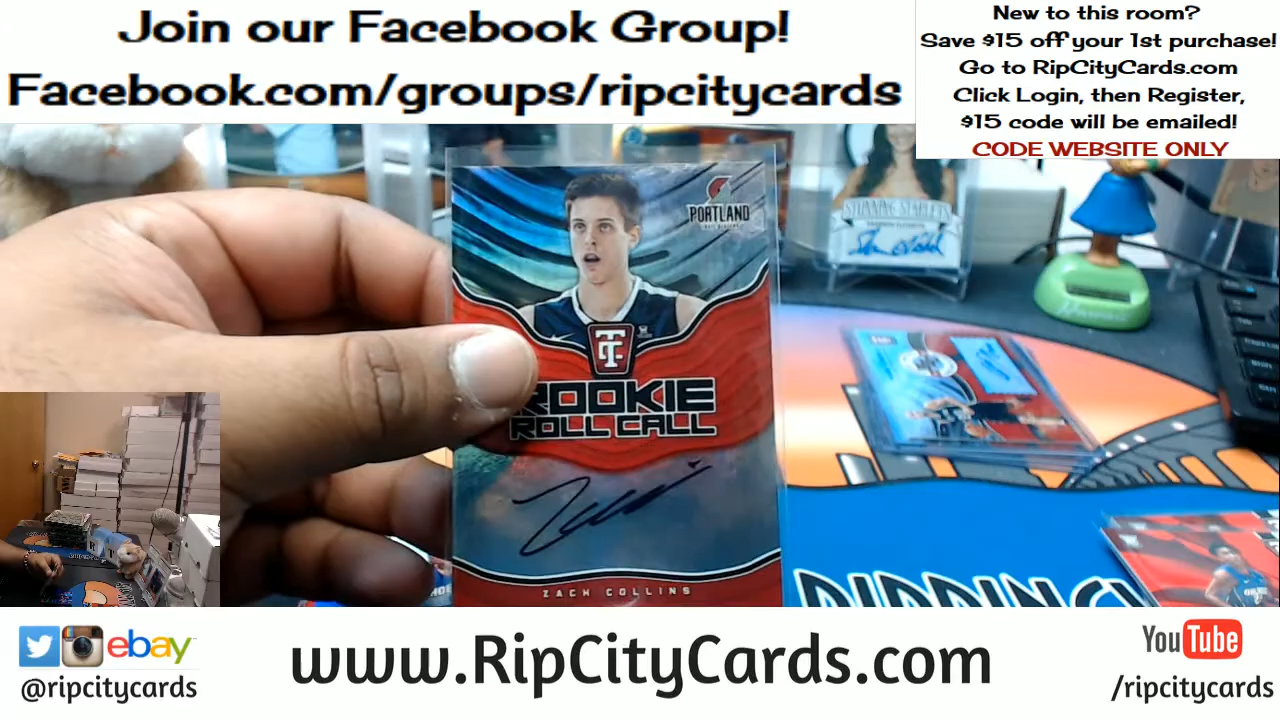 Join our Facebook Group!
Facebook.com/groups/ripcitycards
New to this room?
Save $15 off your 1st purchase!
Go to RipCityCards.com
Click Login, then Register,
$15 code will be emailed!
CODE WEBSITE ONLY
PORTLAND
ROOKIE
ROLL CALL
ZACH COLLINS
ebay
@ripcitycards
www.RipCityCards.com
YouTube
/ripcitycards